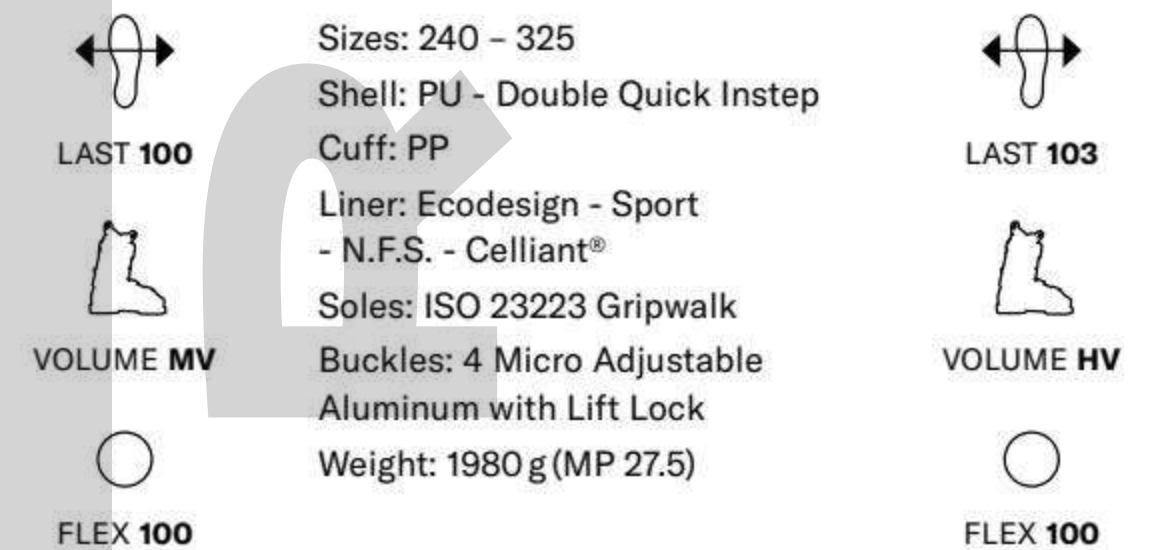 LAST 100
VOLUME MV
FLEX 100
Sizes: 240 – 325
Shell: PU - Double Quick Instep
Cuff: PP
Liner: Ecodesign - Sport
- N.F.S. - Celliant®
Soles: ISO 23223 Gripwalk
Buckles: 4 Micro Adjustable
Aluminum with Lift Lock
Weight: 1980 g (MP 27.5)
LAST 103
VOLUME HV
FLEX 100